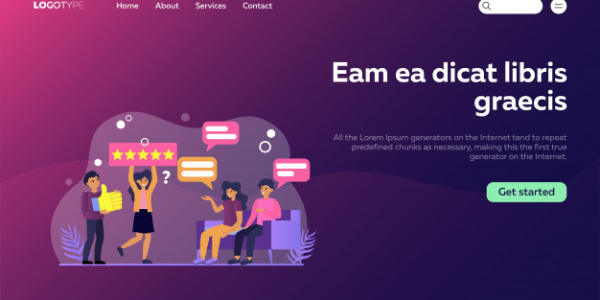 LOGOTYPE
Home About Services Contact
Eam ea dicat libris
graecis
All the Lorem Ipsum generators on the Internet tend to repeat
predefined chunks as necessary, making this the first true
generator on the Internet.
?
Get started